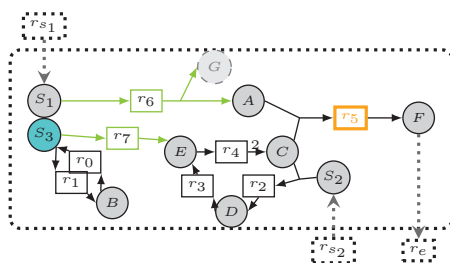 r_{s_1}
G
S_1
r_6
A
r_5
F
S_3
r_7
r_0
E
r_4
2
C
r_1
r_3
r_2
S_2
B
D
r_{s_2}
r_e